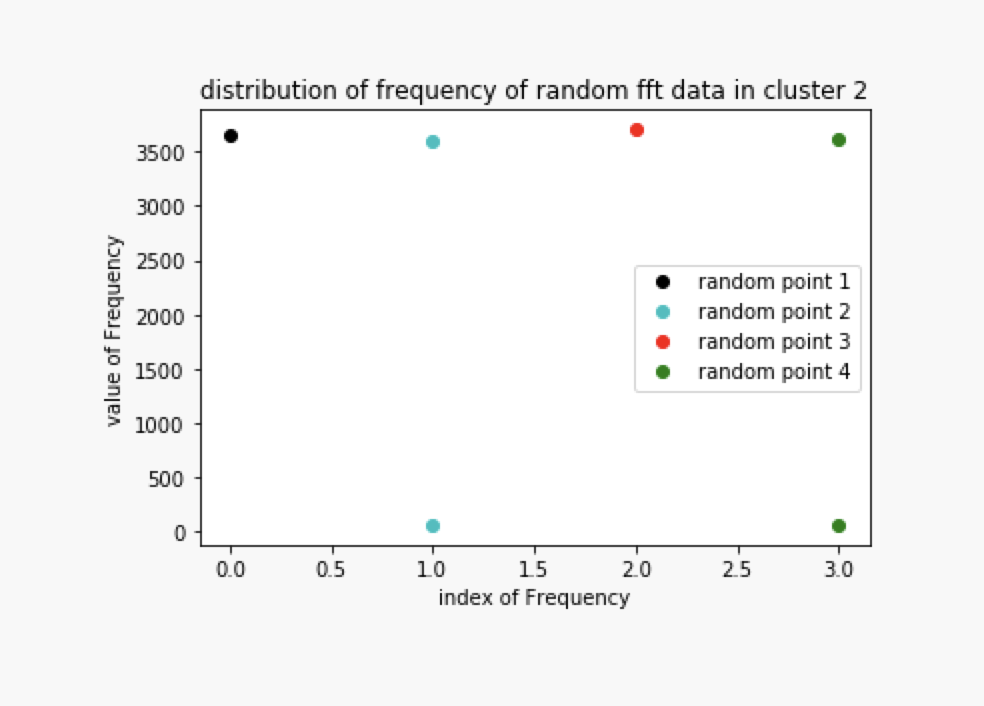 distribution of frequency of random fft data in cluster 2
value of Frequency
3500
3000
2500
2000
1500
1000
500
0
random point 1
random point 2
random point 3
random point 4
0.0 0.5 1.0 1.5 2.0 2.5 3.0
index of Frequency